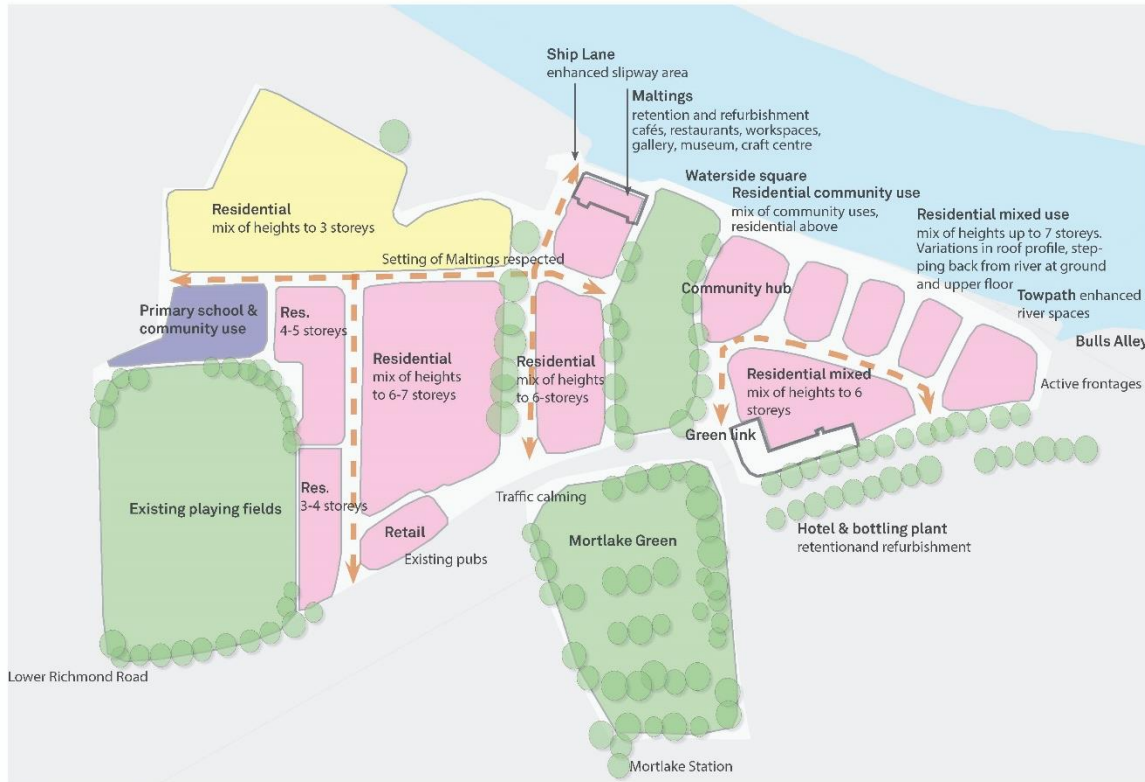 Ship Lane
enhanced slipway area
Maltings
retention and refurbishment
cafés, restaurants, workspaces,
gallery, museum, craft centre
Waterside square
Residential community use
mix of community uses,
residential above
Residential mixed use
mix of heights up to 7 storeys.
Variations in roof profile, step-
ping back from river at ground
and upper floor
Towpath enhanced
river spaces
Bulls Alley
Residential
mix of heights to 3 storeys
Setting of Maltings respected
Community hub
Primary school &
community use
Res.
4-5 storeys
Residential
mix of heights
to 6-7 storeys
Residential
mix of heights
to 6-storeys
Residential mixed
mix of heights to 6
storeys
Active frontages
Green link
Existing playing fields
Res.
3-4 storeys
Retail
Existing pubs
Traffic calming
Mortlake Green
Hotel & bottling plant
retentionand refurbishment
Lower Richmond Road
Mortlake Station